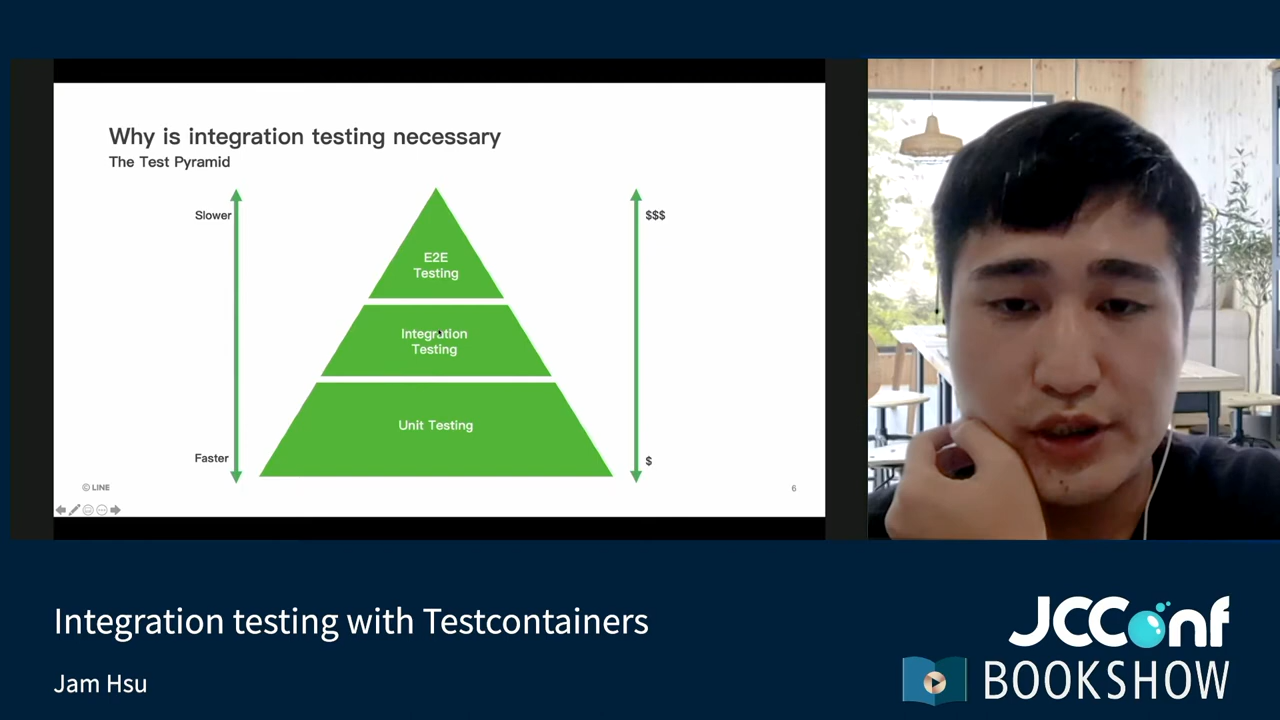 Why is integration testing necessary
The Test Pyramid
Slower
$$$
E2E
Testing
Integration
Testing
Unit Testing
Faster
$
© LINE
6
Integration testing with Testcontainers
Jam Hsu
JCConf
BOOKSHOW